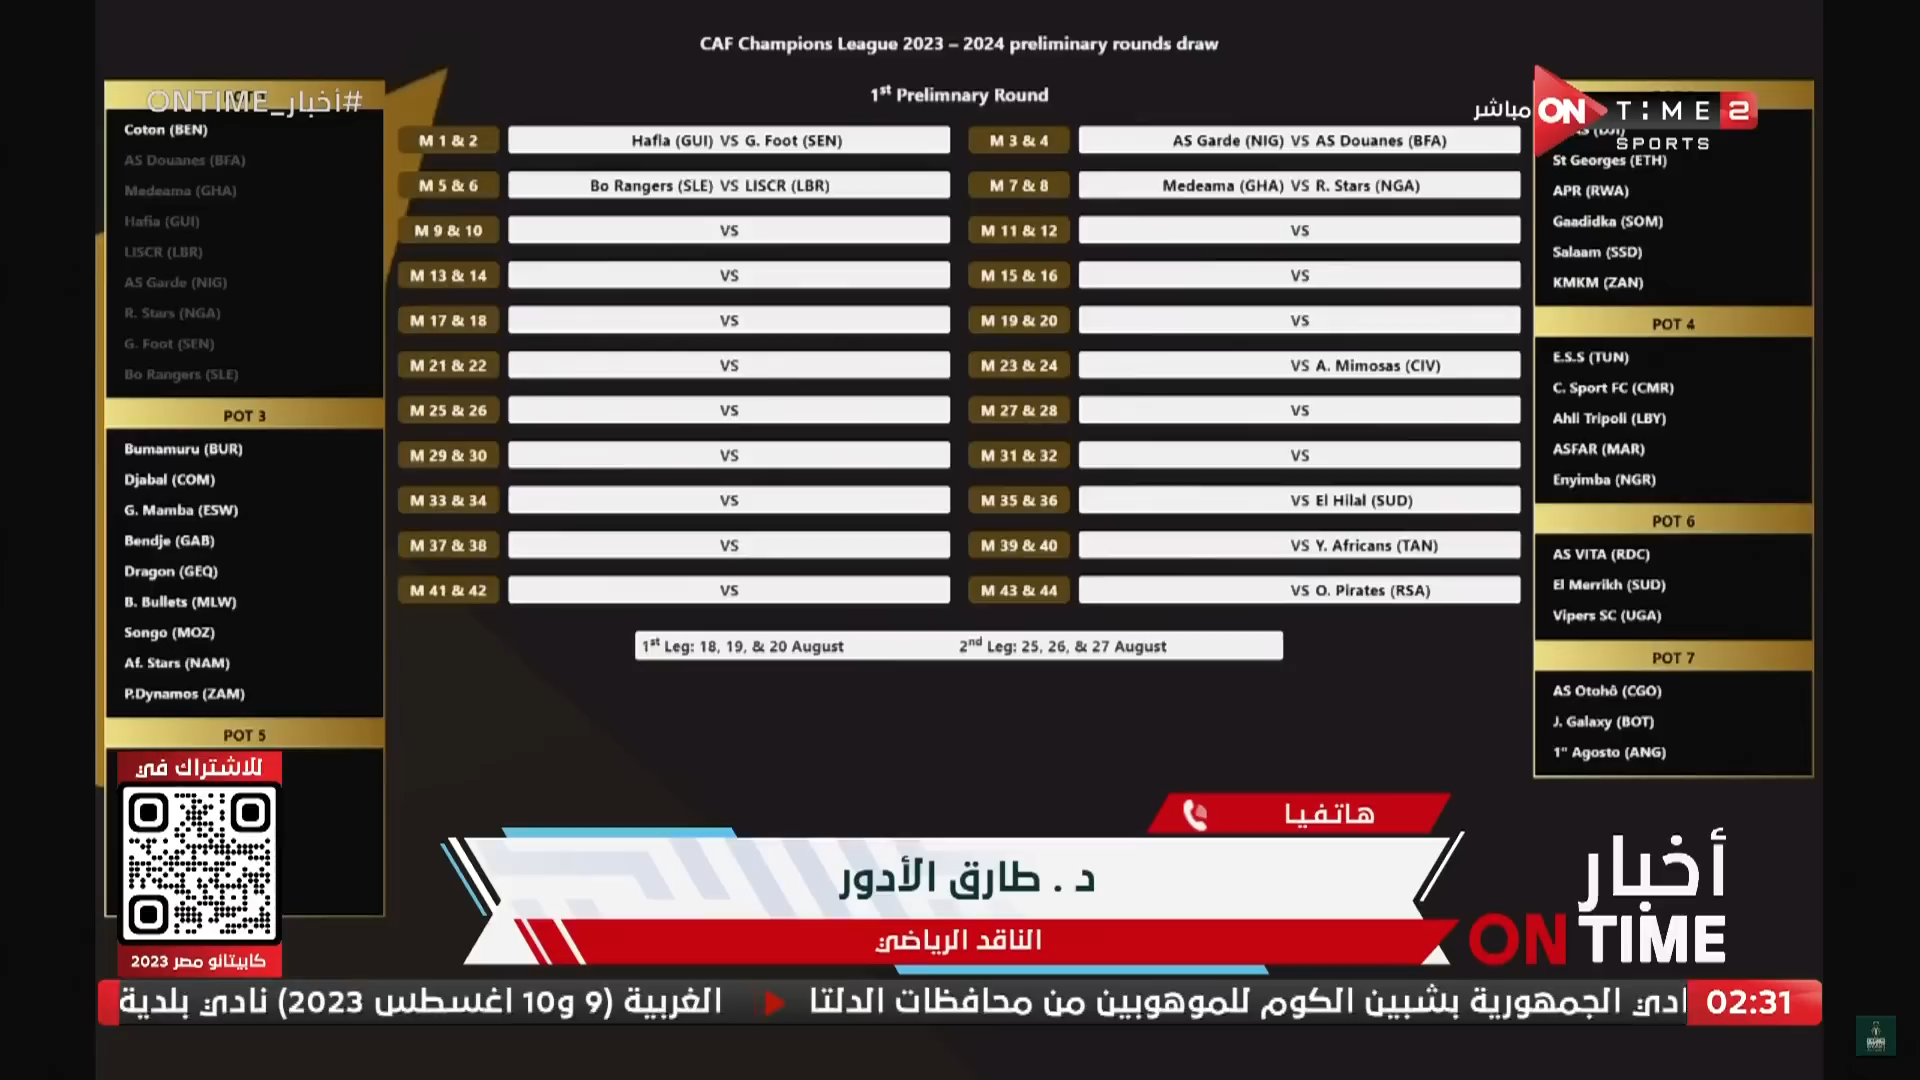 CAF Champions League 2023 – 2024 preliminary rounds draw
1st Prelimnary Round
#أخبار_ONTIME
Coton (BEN)
AS Douanes (BFA)
Medeama (GHA)
Hafia (GUI)
LISCR (LBR)
AS Garde (NIG)
R. Stars (NGA)
G. Foot (SEN)
Bo Rangers (SLE)
POT 3
Bumamuru (BUR)
Djabal (COM)
G. Mamba (ESW)
Bendje (GAB)
Dragon (GEQ)
B. Bullets (MLW)
Songo (MOZ)
Af. Stars (NAM)
P.Dynamos (ZAM)
POT 5
M 1 & 2 Hafia (GUI) VS G. Foot (SEN)
M 3 & 4 AS Garde (NIG) VS AS Douanes (BFA)
M 5 & 6 Bo Rangers (SLE) VS LISCR (LBR)
M 7 & 8 Medeama (GHA) VS R. Stars (NGA)
M 9 & 10 VS
M 11 & 12 VS
M 13 & 14 VS
M 15 & 16 VS
M 17 & 18 VS
M 19 & 20 VS
M 21 & 22 VS
M 23 & 24 VS A. Mimosas (CIV)
M 25 & 26 VS
M 27 & 28 VS
M 29 & 30 VS
M 31 & 32 VS
M 33 & 34 VS
M 35 & 36 VS El Hilal (SUD)
M 37 & 38 VS
M 39 & 40 VS Y. Africans (TAN)
M 41 & 42 VS
M 43 & 44 VS O. Pirates (RSA)
1st Leg: 18, 19, & 20 August 2nd Leg: 25, 26, & 27 August
مباشر ON TIME 2
SPORTS
St Georges (ETH)
APR (RWA)
Gaadidka (SOM)
Salaam (SSD)
KMKM (ZAN)
POT 4
E.S.S (TUN)
C. Sport FC (CMR)
Ahli Tripoli (LBY)
ASFAR (MAR)
Enyimba (NGR)
POT 6
AS VITA (RDC)
El Merrikh (SUD)
Vipers SC (UGA)
POT 7
AS Otohô (CGO)
J. Galaxy (BOT)
1° Agosto (ANG)
للاشتراك في
كابيتانو مصر 2023
هاتفيا
د . طارق الأدور
الناقد الرياضي
أخبار
ON TIME
ادي الجمهورية بشبين الكوم للموهوبين من محافظات الدلتا
الغربية (9 و10 اغسطس 2023) نادي بلدية
02:31